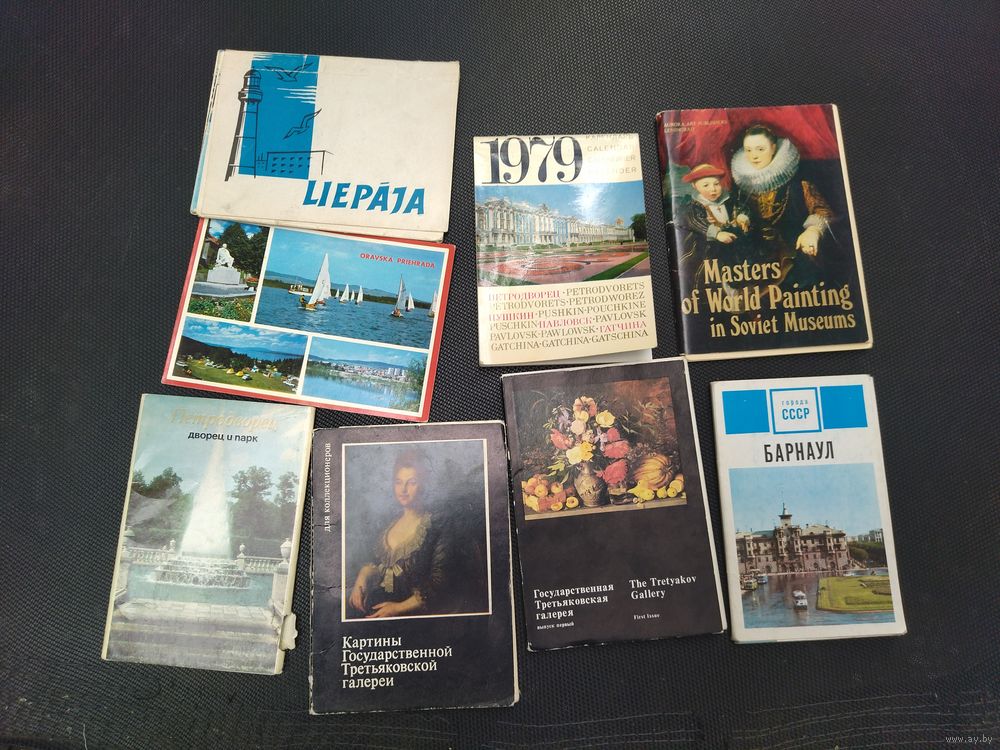 LIEPĀJA
ORAVSKÁ PRIEHRADA
1979
CALENDAR
ПЕТРОДВОРЕЦ · PETRODVORETS
PETRODVORETS · PETRODWOREZ
ПУШКИН · PUSHKIN · POUCHKINE
PUSCHKIN · ПАВЛОВСК · PAVLOVSK
PAVLOVSK · PAWLOWSK · ГАТЧИНА
GATCHINA · GATCHINA · GATSCHINA
AURORA ART PUBLISHERS
LENINGRAD
Masters
of World Painting
in Soviet Museums
Петродворец
дворец и парк
для коллекционеров
Картины
Государственной
Третьяковской
галереи
Государственная
Третьяковская
галерея
выпуск первый
The Tretyakov
Gallery
First Issue
города
СССР
БАРНАУЛ
www.ay.by